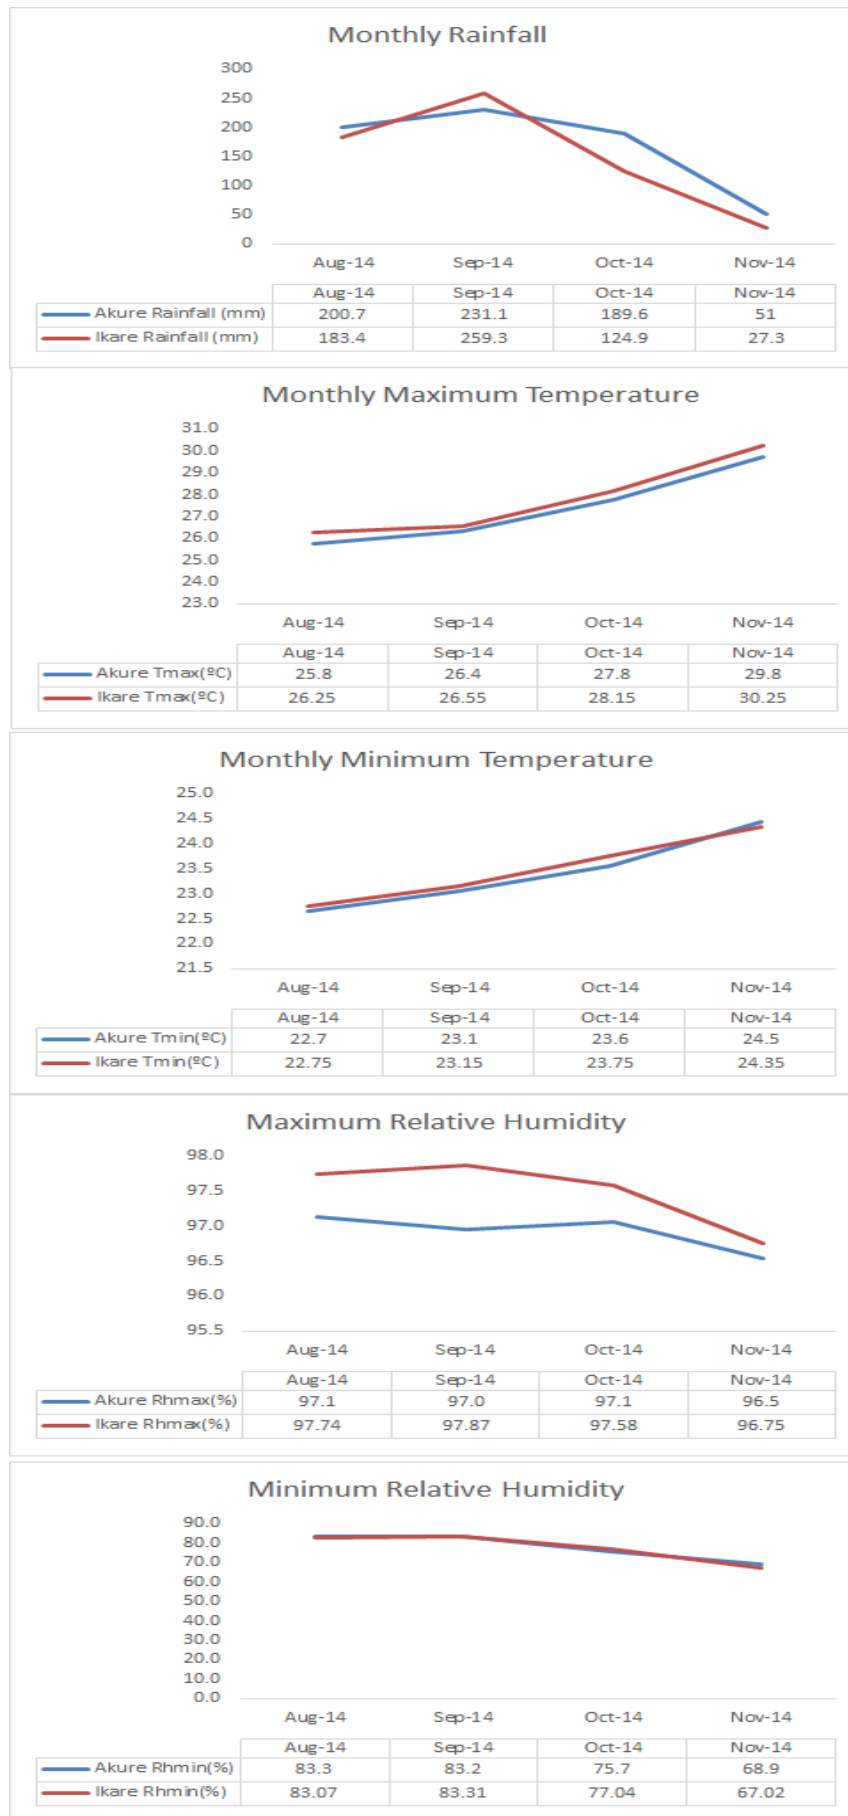 Monthly Rainfall
300
250
200
150
100
50
0
Aug-14 Sep-14 Oct-14 Nov-14
Aug-14 Sep-14 Oct-14 Nov-14
Akure Rainfall (mm) 200.7 231.1 189.6 51
Ikare Rainfall (mm) 183.4 259.3 124.9 27.3
Monthly Maximum Temperature
31.0
30.0
29.0
28.0
27.0
26.0
25.0
24.0
23.0
Aug-14 Sep-14 Oct-14 Nov-14
Aug-14 Sep-14 Oct-14 Nov-14
Akure Tmax(ºC) 25.8 26.4 27.8 29.8
Ikare Tmax(ºC) 26.25 26.55 28.15 30.25
Monthly Minimum Temperature
25.0
24.5
24.0
23.5
23.0
22.5
22.0
21.5
Aug-14 Sep-14 Oct-14 Nov-14
Aug-14 Sep-14 Oct-14 Nov-14
Akure Tmin(ºC) 22.7 23.1 23.6 24.5
Ikare Tmin(ºC) 22.75 23.15 23.75 24.35
Maximum Relative Humidity
98.0
97.5
97.0
96.5
96.0
95.5
Aug-14 Sep-14 Oct-14 Nov-14
Aug-14 Sep-14 Oct-14 Nov-14
Akure Rhmax(%) 97.1 97.0 97.1 96.5
Ikare Rhmax(%) 97.74 97.87 97.58 96.75
Minimum Relative Humidity
90.0
80.0
70.0
60.0
50.0
40.0
30.0
20.0
10.0
0.0
Aug-14 Sep-14 Oct-14 Nov-14
Aug-14 Sep-14 Oct-14 Nov-14
Akure Rhmin(%) 83.3 83.2 75.7 68.9
Ikare Rhmin(%) 83.07 83.31 77.04 67.02